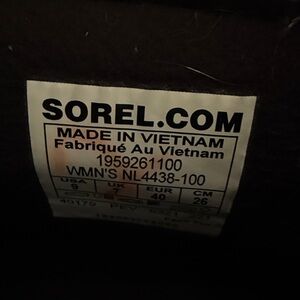 SOREL.COM
MADE IN VIETNAM
Fabriqué Au Vietnam
1959261100
WMN'S NL4438-100
USA UK EUR CM
9 7 40 26
40179